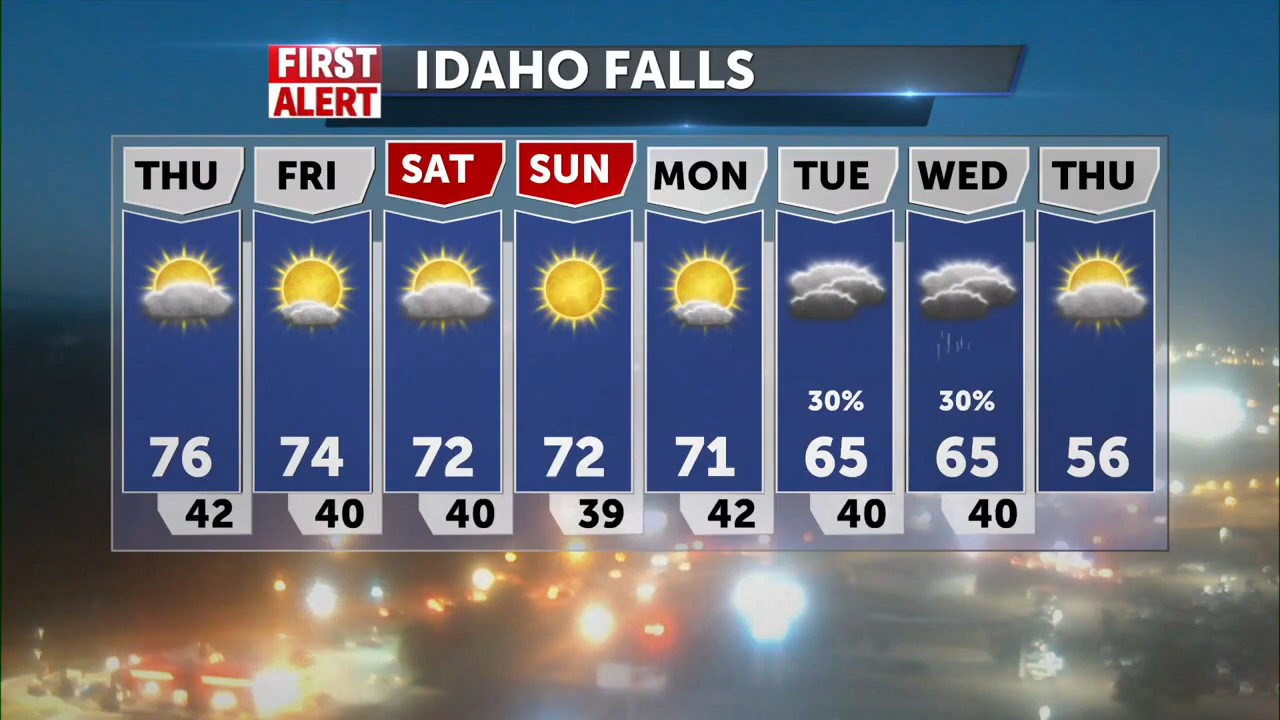 FIRST ALERT
IDAHO FALLS
THU FRI SAT SUN MON TUE WED THU
30% 30%
76 74 72 72 71 65 65 56
42 40 40 39 42 40 40